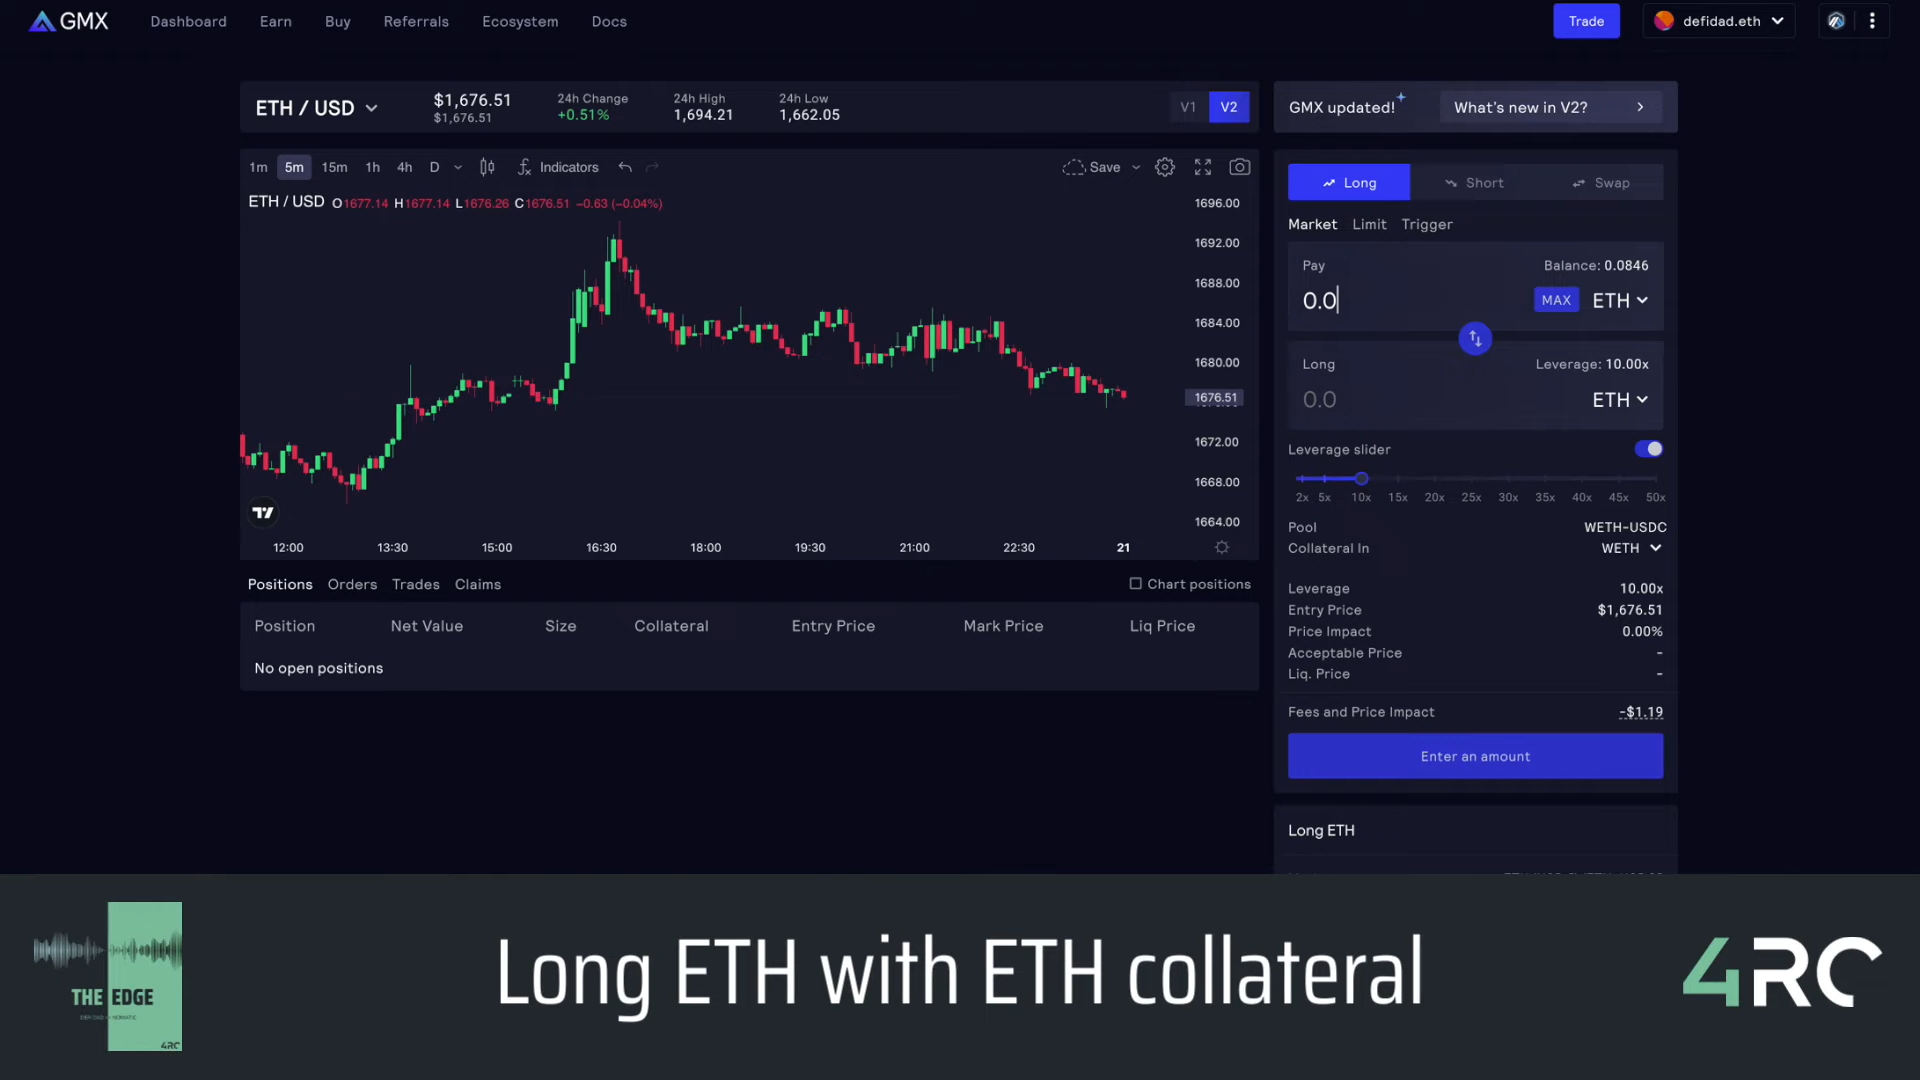 GMX
Dashboard
Earn
Buy
Referrals
Ecosystem
Docs
Trade
defidad.eth
ETH / USD
$1,676.51
$1,676.51
24h Change
+0.51%
24h High
1,694.21
24h Low
1,662.05
V1
V2
GMX updated!
What's new in V2?
1m 5m 15m 1h 4h D
Indicators
Save
ETH / USD O1677.14 H1677.14 L1676.26 C1676.51 −0.63 (−0.04%)
1696.00
1692.00
1688.00
1684.00
1680.00
1676.51
1672.00
1668.00
1664.00
12:00 13:30 15:00 16:30 18:00 19:30 21:00 22:30 21
Long
Short
Swap
Market Limit Trigger
Pay
Balance: 0.0846
0.0
MAX
ETH
Long
Leverage: 10.00x
0.0
ETH
Leverage slider
2x 5x 10x 15x 20x 25x 30x 35x 40x 45x 50x
Pool WETH-USDC
Collateral In WETH
Leverage 10.00x
Entry Price $1,676.51
Price Impact 0.00%
Acceptable Price -
Liq. Price -
Fees and Price Impact -$1.19
Enter an amount
Long ETH
Positions Orders Trades Claims
Chart positions
Position Net Value Size Collateral Entry Price Mark Price Liq Price
No open positions
THE EDGE
4RC
Long ETH with ETH collateral
4RC